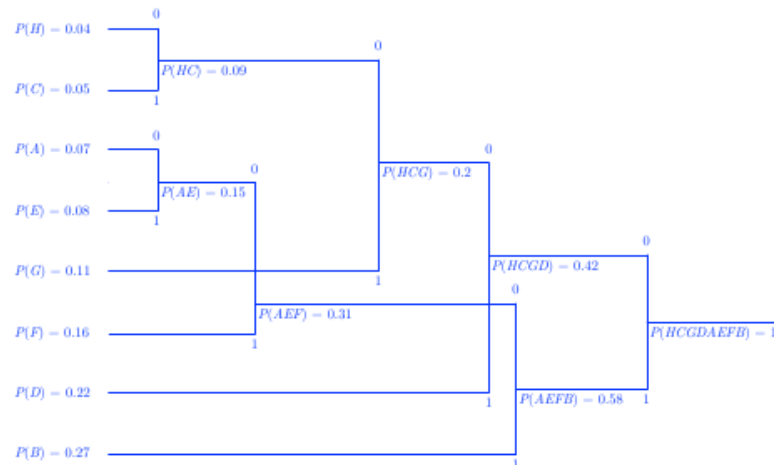 0
P(H) = 0.04
0
P(HC) = 0.09
P(C) = 0.05
1
0
P(A) = 0.07
0
0
P(HCG) = 0.2
P(AE) = 0.15
P(E) = 0.08
1
0
P(HCGD) = 0.42
P(G) = 0.11
1
0
P(AEF) = 0.31
P(F) = 0.16
P(HCGDAEFB) = 1
1
P(D) = 0.22
1
P(AEFB) = 0.58
1
P(B) = 0.27
1